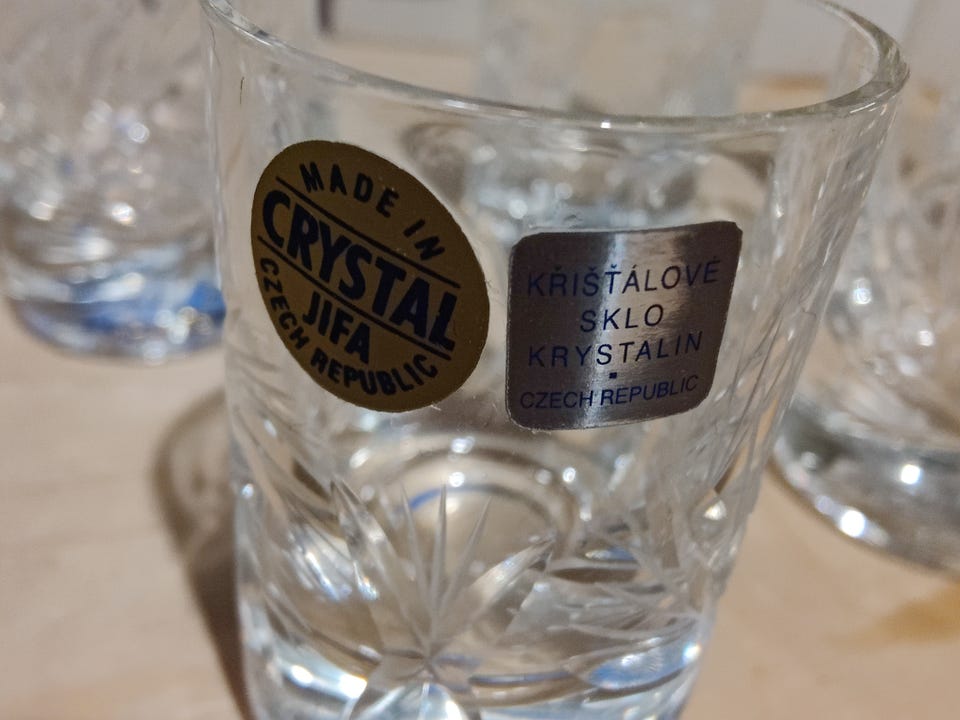 MADE IN
CRYSTAL
JIFA
CZECH REPUBLIC
KŘIŠŤÁLOVÉ
SKLO
KRYSTALIN
CZECH REPUBLIC